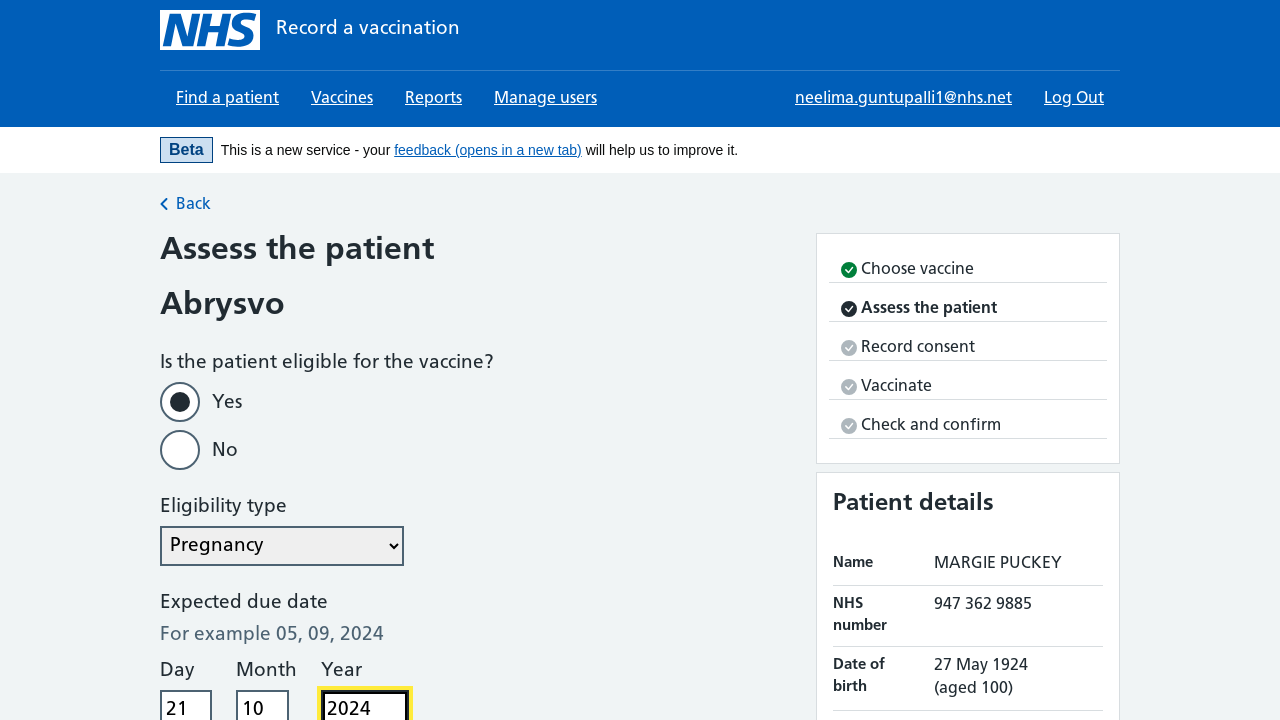 NHS Record a vaccination
Find a patient Vaccines Reports Manage users neelima.guntupalli1@nhs.net Log Out
Beta This is a new service - your feedback (opens in a new tab) will help us to improve it.
Back
Assess the patient
Abrysvo
Is the patient eligible for the vaccine?
Yes
No
Eligibility type
Pregnancy
Expected due date
For example 05, 09, 2024
Day Month Year
21 10 2024
Choose vaccine
Assess the patient
Record consent
Vaccinate
Check and confirm
Patient details
Name MARGIE PUCKEY
NHS number 947 362 9885
Date of birth 27 May 1924 (aged 100)